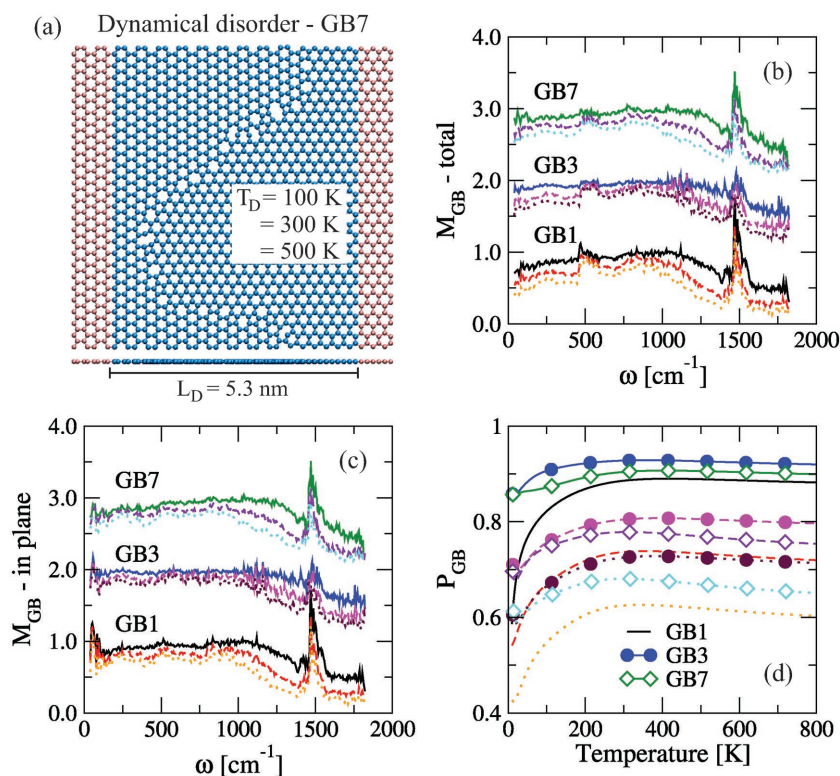 (a)
Dynamical disorder - GB7
T_D = 100 K
= 300 K
= 500 K
L_D = 5.3 nm
(b)
M_GB - total
4.0
3.0
2.0
1.0
0.0
GB7
GB3
GB1
0 500 1000 1500 2000
ω [cm⁻¹]
(c)
M_GB - in plane
4.0
3.0
2.0
1.0
0.0
GB7
GB3
GB1
0 500 1000 1500 2000
ω [cm⁻¹]
(d)
P_GB
1
0.8
0.6
0.4
GB1
GB3
GB7
0 200 400 600 800
Temperature [K]